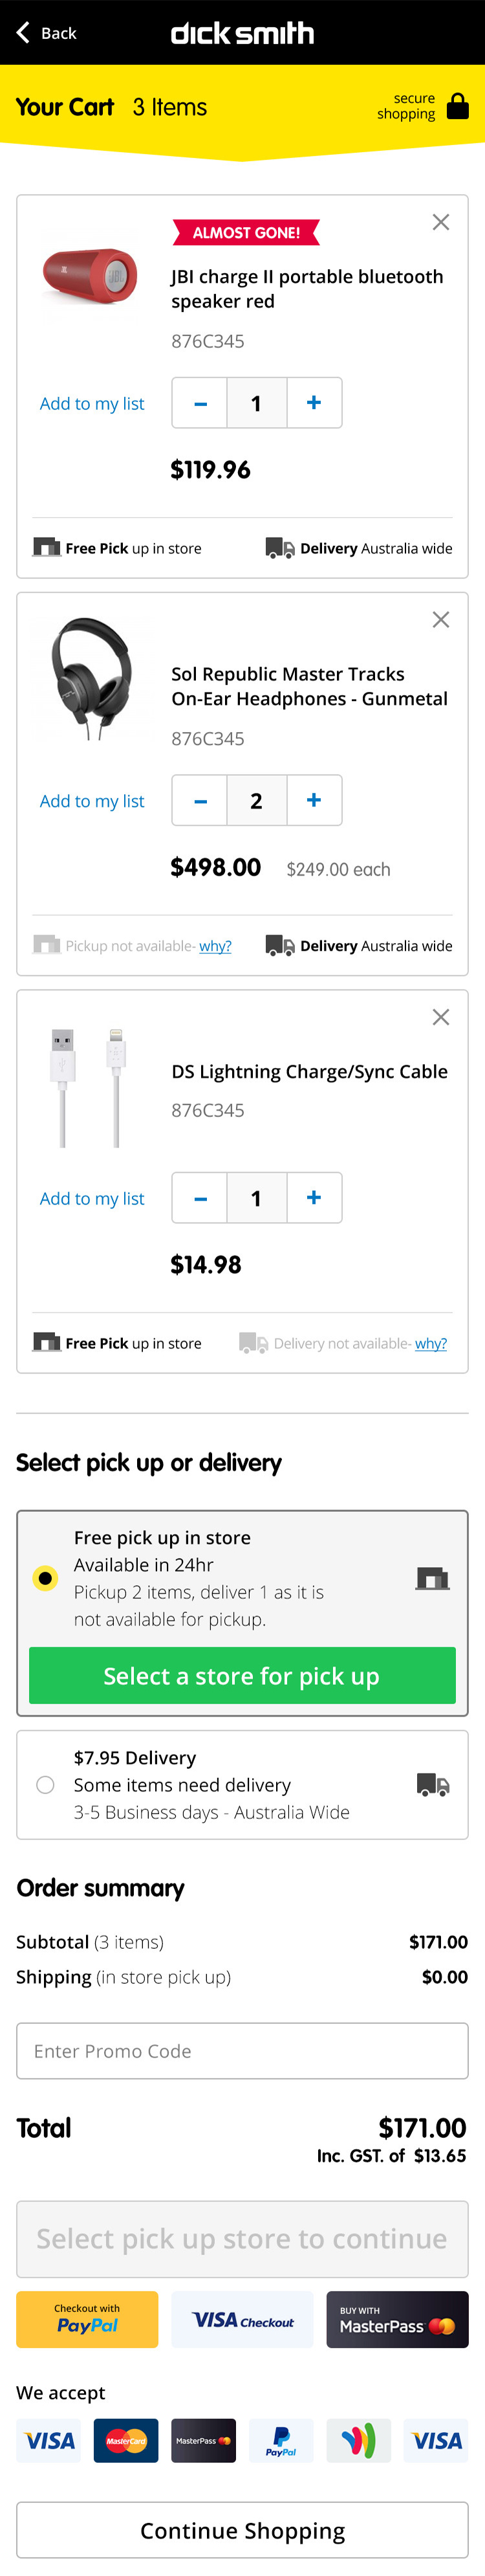 Back
dick smith
Your Cart 3 Items
secure
shopping
ALMOST GONE!
JBL
JBL
JBI charge II portable bluetooth
speaker red
876C345
Add to my list
– 1 +
$119.96
Free Pick up in store
Delivery Australia wide
Sol Republic Master Tracks
On-Ear Headphones - Gunmetal
876C345
Add to my list
– 2 +
$498.00 $249.00 each
Pickup not available- why?
Delivery Australia wide
DS Lightning Charge/Sync Cable
876C345
Add to my list
– 1 +
$14.98
Free Pick up in store
Delivery not available- why?
Select pick up or delivery
Free pick up in store
Available in 24hr
Pickup 2 items, deliver 1 as it is
not available for pickup.
Select a store for pick up
$7.95 Delivery
Some items need delivery
3-5 Business days - Australia Wide
Order summary
Subtotal (3 items) $171.00
Shipping (in store pick up) $0.00
Enter Promo Code
Total $171.00
Inc. GST. of $13.65
Select pick up store to continue
Checkout with
PayPal
VISA Checkout
BUY WITH
MasterPass
We accept
VISA
MasterCard
MasterPass
PayPal
VISA
Continue Shopping